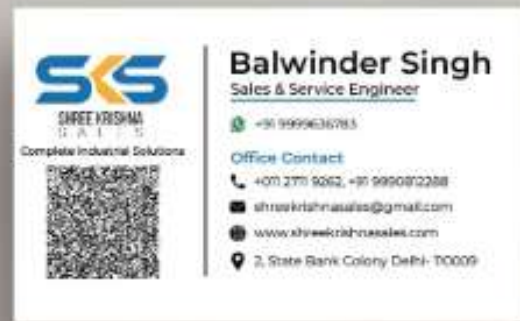 SKS
SHREE KRISHNA
SALES
Complete Industrial Solutions
Balwinder Singh
Sales & Service Engineer
+91 9999636783
Office Contact
+011 2711 9262, +91 9990812288
shreekrishnasales@gmail.com
www.shreekrishnasales.com
2, State Bank Colony Delhi- 110009